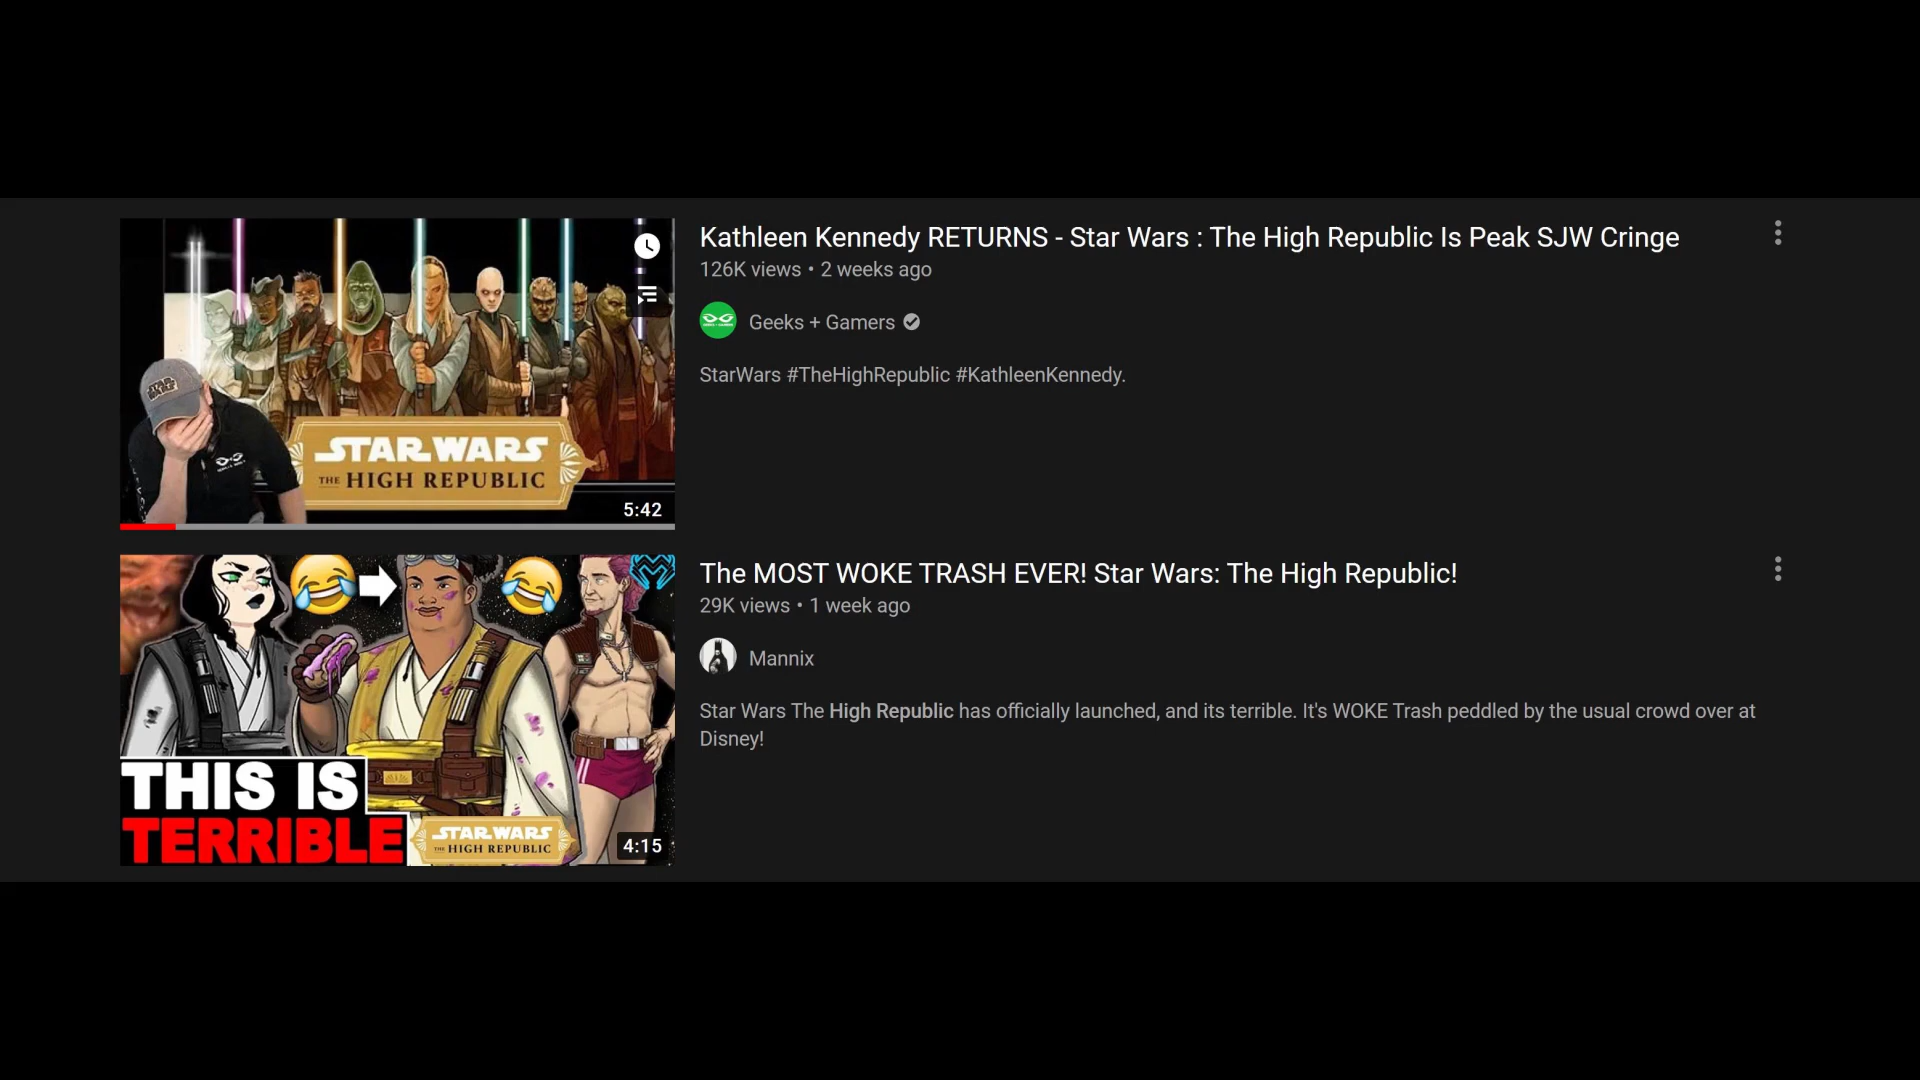 Kathleen Kennedy RETURNS - Star Wars : The High Republic Is Peak SJW Cringe
126K views • 2 weeks ago
Geeks + Gamers
StarWars #TheHighRepublic #KathleenKennedy.
STAR WARS
STAR WARS
THE HIGH REPUBLIC
5:42
The MOST WOKE TRASH EVER! Star Wars: The High Republic!
29K views • 1 week ago
Mannix
Star Wars The High Republic has officially launched, and its terrible. It's WOKE Trash peddled by the usual crowd over at
Disney!
THIS IS
TERRIBLE
STAR WARS
THE HIGH REPUBLIC
4:15